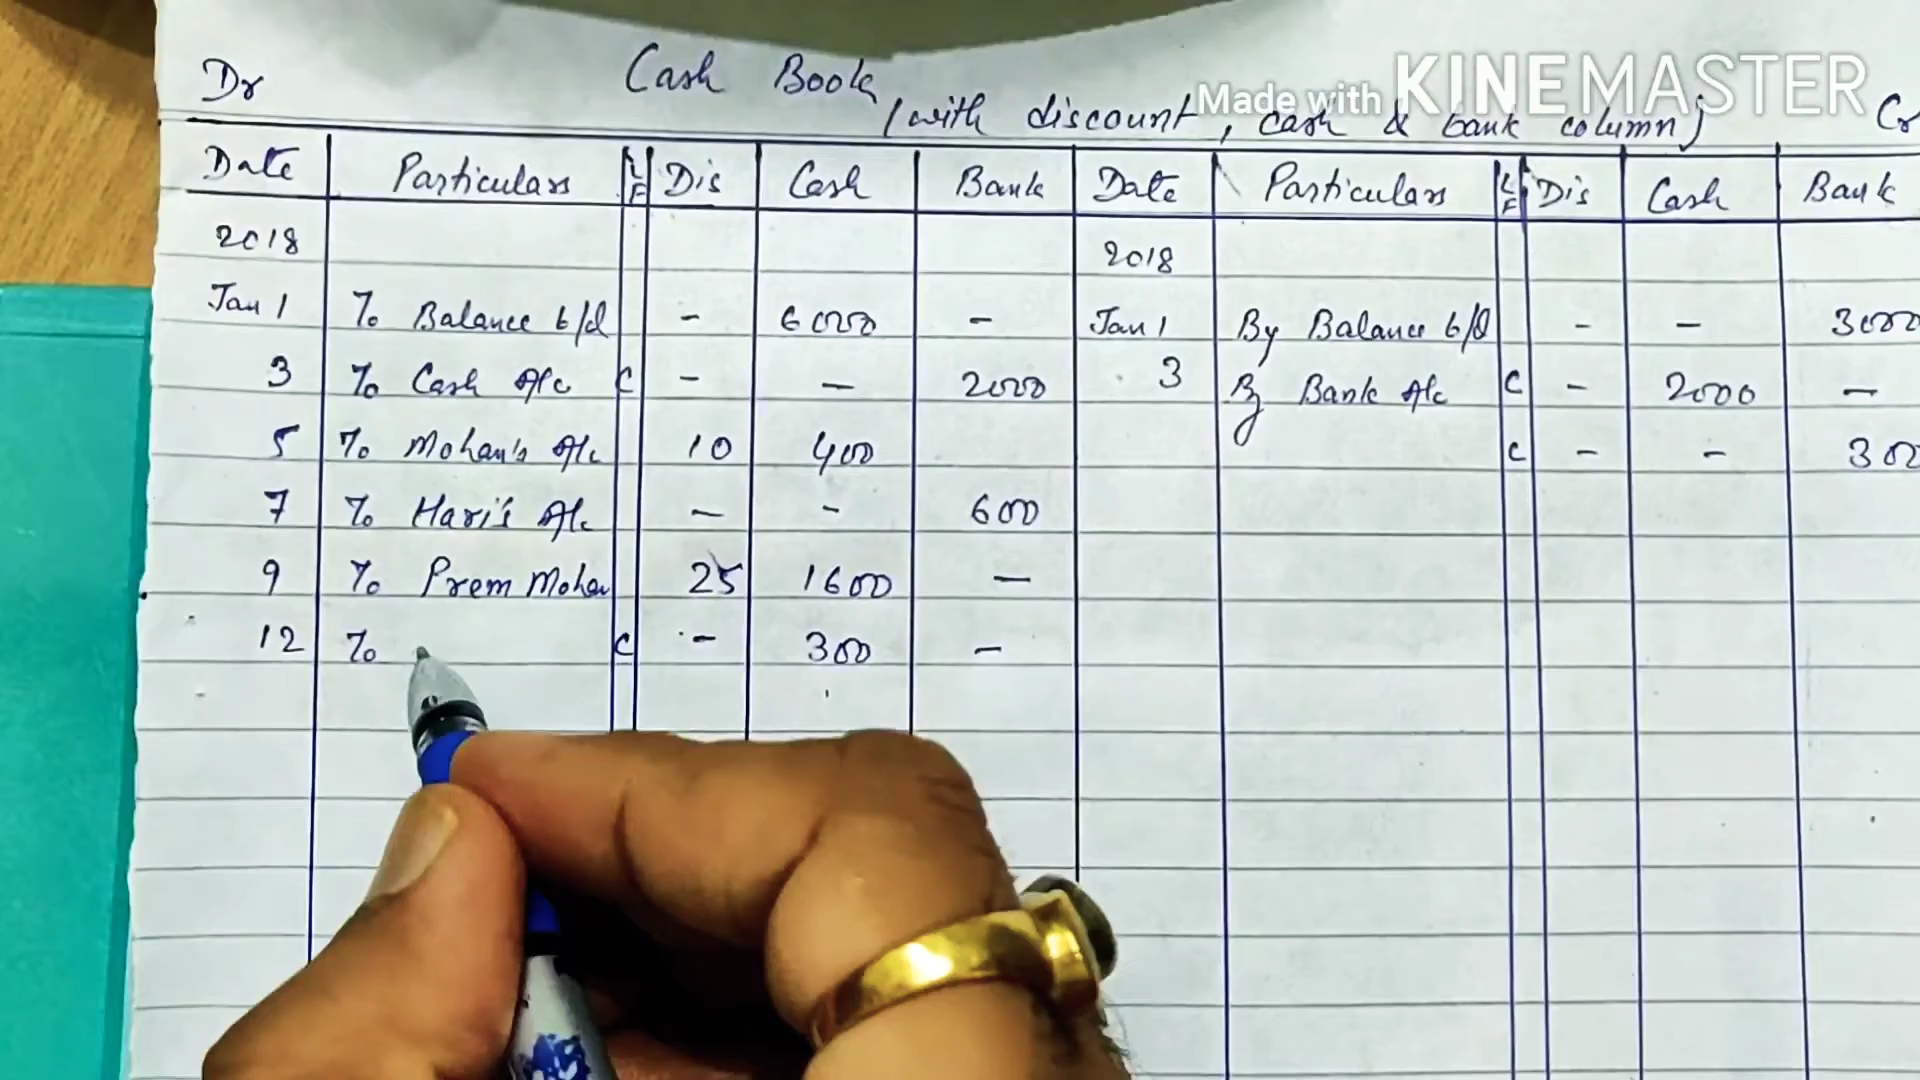 Made with KINEMASTER
Dr Cash Book Cr
(with discount, cash & bank column)
Date Particulars LF Dis Cash Bank Date Particulars LF Dis Cash Bank
2018 2018
Jan 1 To Balance b/d - 6000 - Jan 1 By Balance b/d - - 3000
3 To Cash A/c C - - 2000 3 By Bank A/c C - 2000 -
5 To Mohan's A/c 10 400 C - - 300
7 To Hari's A/c - - 600
9 To Prem Mohan 25 1600 -
12 To C - 300 -